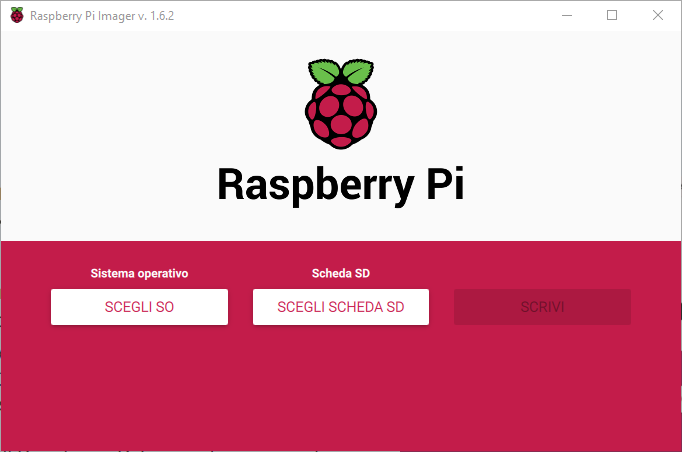 Raspberry Pi Imager v. 1.6.2
Raspberry Pi
Sistema operativo
Scheda SD
SCEGLI SO
SCEGLI SCHEDA SD
SCRIVI